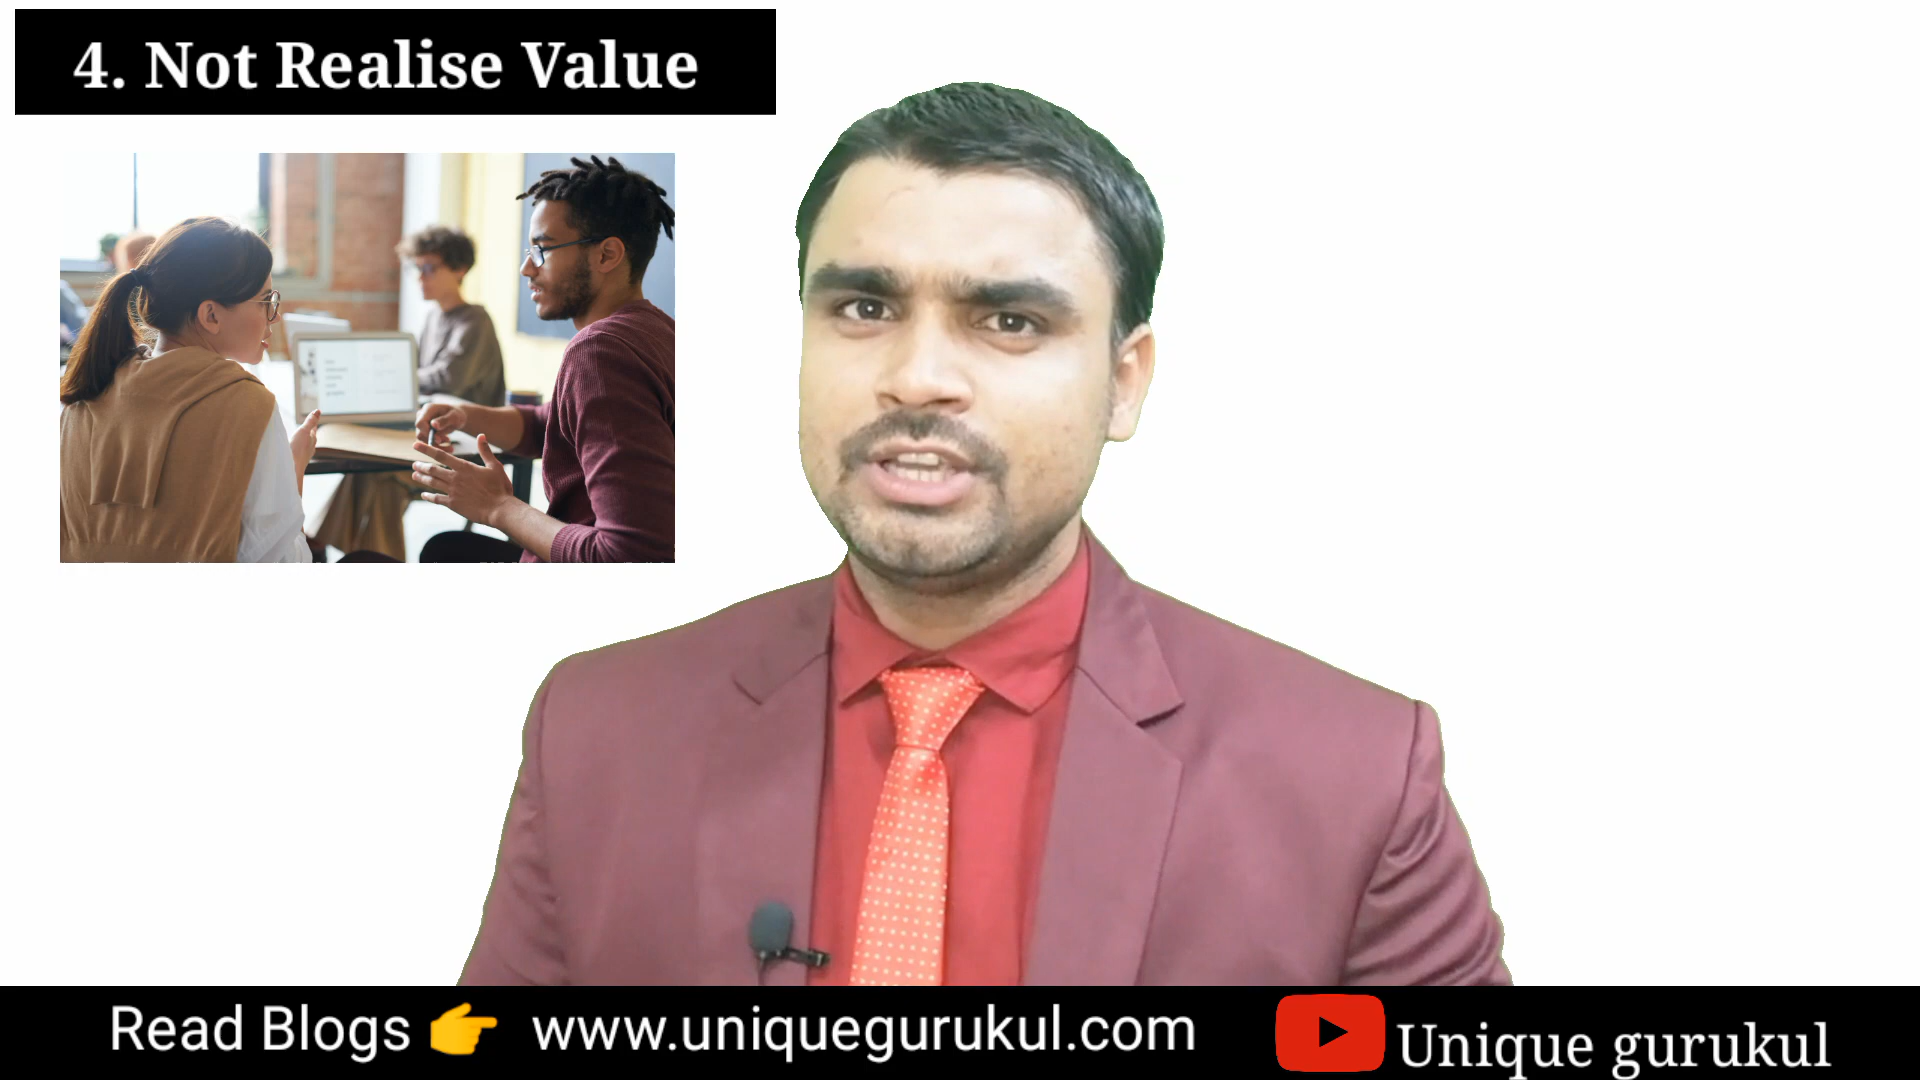 4. Not Realise Value
Read Blogs 👉 www.uniquegurukul.com
Unique gurukul